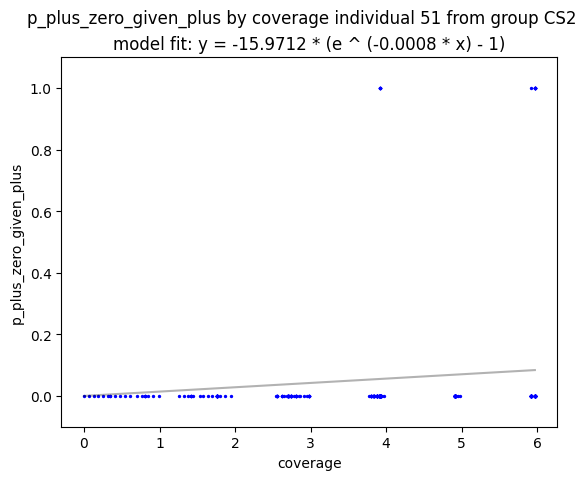 p_plus_zero_given_plus by coverage individual 51 from group CS2
model fit: y = -15.9712 * (e ^ (-0.0008 * x) - 1)
1.0
0.8
0.6
0.4
0.2
0.0
p_plus_zero_given_plus
0 1 2 3 4 5 6
coverage